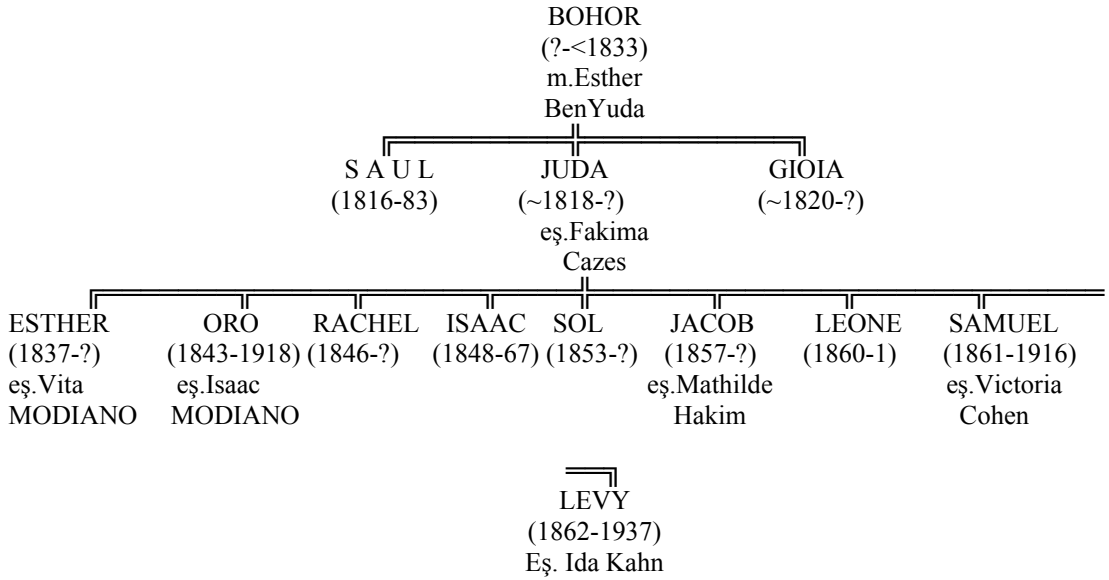 BOHOR
(?-<1833)
m.Esther
BenYuda
S A U L JUDA GIOIA
(1816-83) (~1818-?) (~1820-?)
eş.Fakima
Cazes
ESTHER ORO RACHEL ISAAC SOL JACOB LEONE SAMUEL
(1837-?) (1843-1918) (1846-?) (1848-67) (1853-?) (1857-?) (1860-1) (1861-1916)
eş.Vita eş.Isaac eş.Mathilde eş.Victoria
MODIANO MODIANO Hakim Cohen
LEVY
(1862-1937)
Eş. Ida Kahn